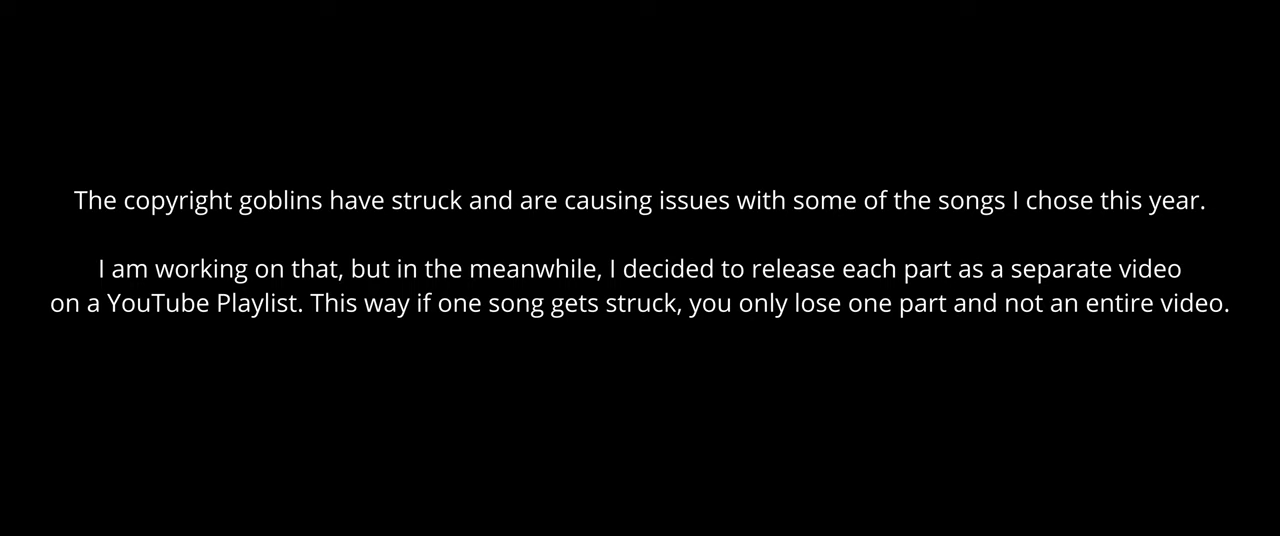 The copyright goblins have struck and are causing issues with some of the songs I chose this year.
I am working on that, but in the meanwhile, I decided to release each part as a separate video
on a YouTube Playlist. This way if one song gets struck, you only lose one part and not an entire video.